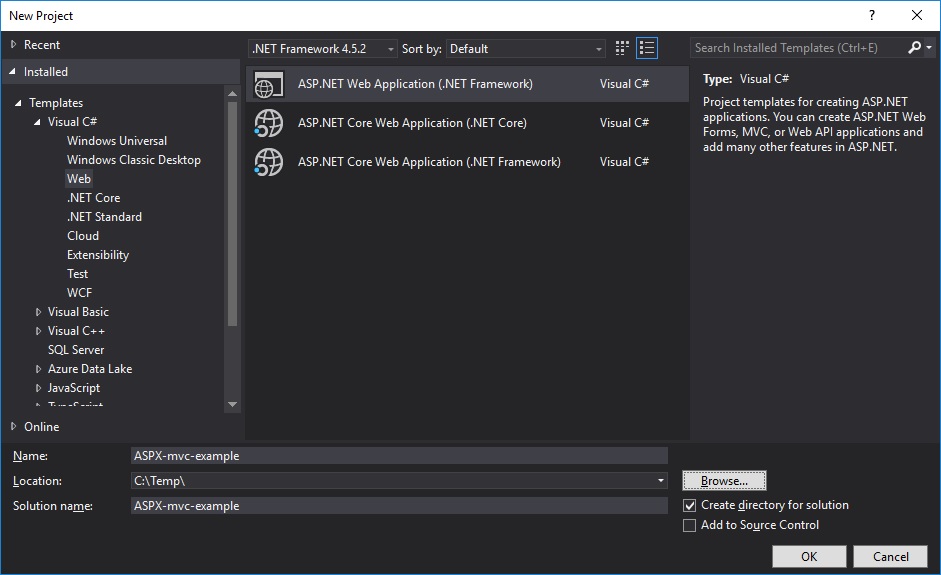 New Project
?
Recent
Installed
.NET Framework 4.5.2 Sort by: Default
Search Installed Templates (Ctrl+E)
Templates
Visual C#
Windows Universal
Windows Classic Desktop
Web
.NET Core
.NET Standard
Cloud
Extensibility
Test
WCF
Visual Basic
Visual C++
SQL Server
Azure Data Lake
JavaScript
TypeScript
Online
ASP.NET Web Application (.NET Framework) Visual C#
ASP.NET Core Web Application (.NET Core) Visual C#
ASP.NET Core Web Application (.NET Framework) Visual C#
Type: Visual C#
Project templates for creating ASP.NET
applications. You can create ASP.NET Web
Forms, MVC, or Web API applications and
add many other features in ASP.NET.
Name: ASPX-mvc-example
Location: C:\Temp\
Browse...
Solution name: ASPX-mvc-example
Create directory for solution
Add to Source Control
OK Cancel